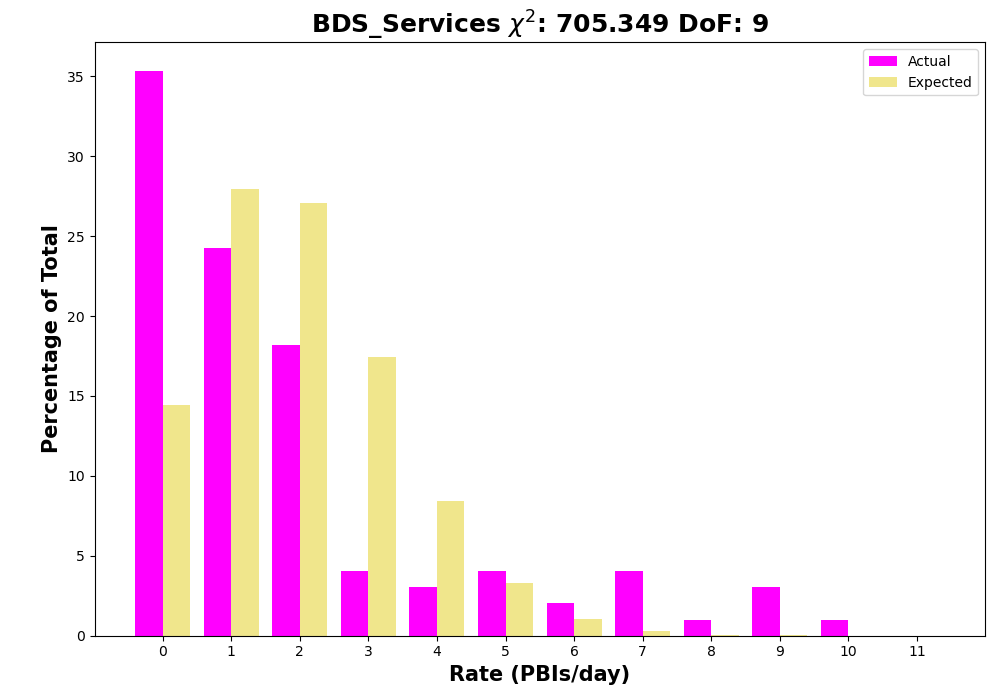 BDS_Services χ²: 705.349 DoF: 9
Actual
Expected
Percentage of Total
35
30
25
20
15
10
5
0
0 1 2 3 4 5 6 7 8 9 10 11
Rate (PBIs/day)